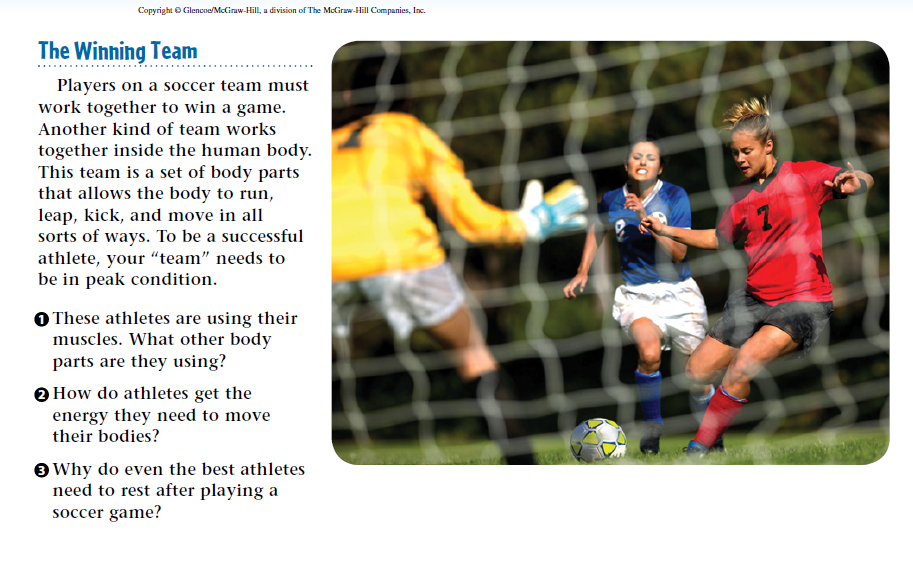 Copyright © Glencoe/McGraw-Hill, a division of The McGraw-Hill Companies, Inc.
The Winning Team
Players on a soccer team must
work together to win a game.
Another kind of team works
together inside the human body.
This team is a set of body parts
that allows the body to run,
leap, kick, and move in all
sorts of ways. To be a successful
athlete, your “team” needs to
be in peak condition.
1 These athletes are using their
muscles. What other body
parts are they using?
2 How do athletes get the
energy they need to move
their bodies?
3 Why do even the best athletes
need to rest after playing a
soccer game?
7